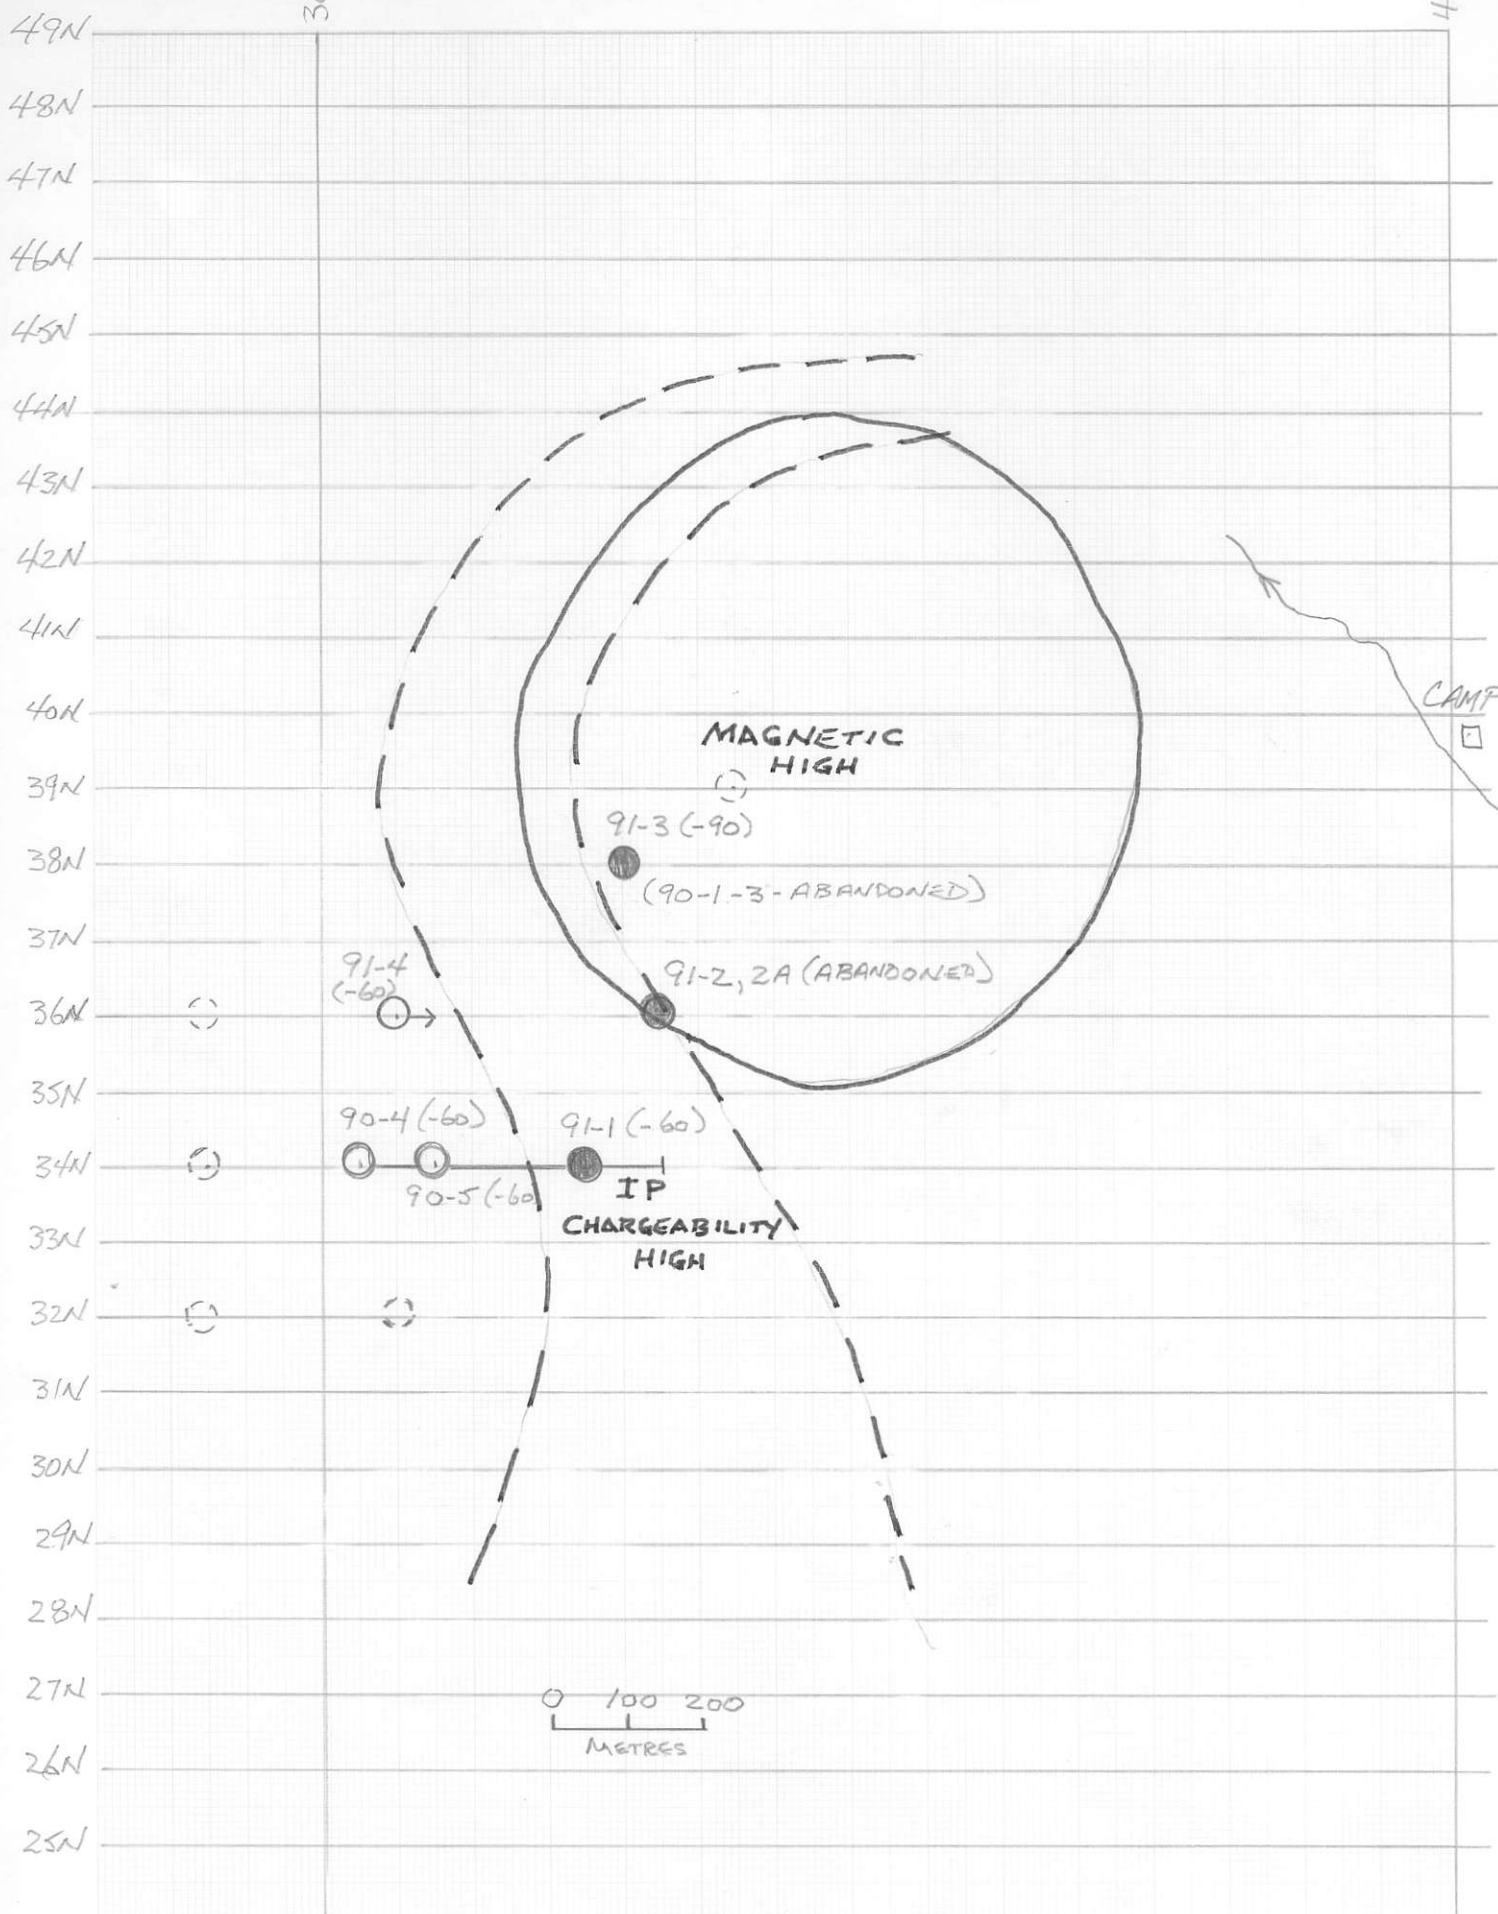 49N
48N
47N
46N
45N
44N
43N
42N
41N
40N
CAMP
MAGNETIC
HIGH
39N
91-3 (-90)
38N
(90-1-3-ABANDONED)
37N
91-4
(-60)
91-2, 2A (ABANDONED)
36N
35N
90-4 (-60)
91-1 (-60)
34N
90-5 (-60
IP
CHARGEABILITY
HIGH
33N
32N
31N
30N
29N
28N
27N
0 100 200
METRES
26N
25N